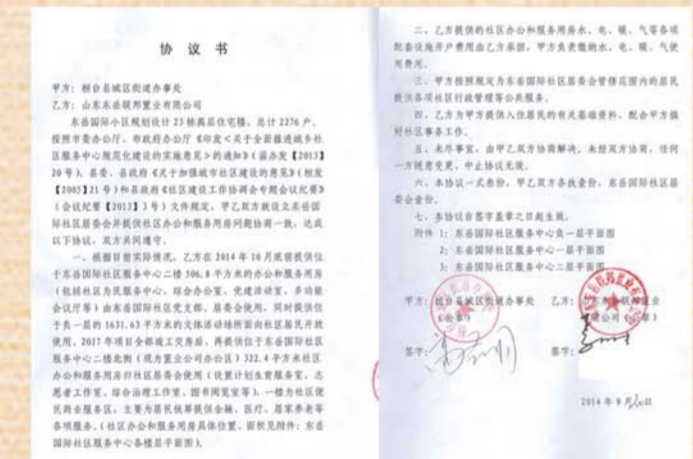 协 议 书
甲方：桓台县城区街道办事处
乙方：山东东岳联邦置业有限公司
东岳国际小区规划设计23栋高层住宅楼，总计2276户。
按照市委办公厅、市政府办公厅《印发<关于全面推进城乡社
区服务中心规范化建设的实施意见>的通知》（淄办发【2013】
20号）、县委、县政府《关于加强城市社区建设的意见》（桓发
【2005】21号）和县政府《社区建设工作协调会专题会议纪要》
（会议纪要【2013】3号）文件规定，甲乙双方就设立东岳国
际社区居委会并提供社区办公和服务用房问题协商一致，达成
以下协议，双方共同遵守。
一、根据目前实际情况，乙方在2014年10月底前提供位
于东岳国际社区服务中心二楼506.8平方米的办公和服务用房
（包括社区为民服务中心、综合办公室、党建活动室、多功能
会议厅等）由东岳国际社区党支部、居委会使用。同时提供位
于负一层的1631.63平方米的文体活动场所面向社区居民开放
使用。2017年项目全部竣工交房后，再提供位于东岳国际社区
服务中心二楼北侧（现为置业公司办公区）322.4平方米社区
办公和服务用房归社区居委会使用（设置计划生育服务室、志
愿者工作室、综合治理工作室、图书阅览室等）。一楼为社区便
民商业服务区，主要为居民统筹提供金融、医疗、居家养老等
各项服务。（社区办公和服务用房具体位置、面积见附件：东岳
国际社区服务中心各楼层平面图）。
二、乙方提供的社区办公和服务用房水、电、暖、气等各项
配套设施开户费用由乙方承担，甲方负责缴纳水、电、暖、气使
用费用。
三、甲方按照规定为东岳国际社区居委会管辖范围内的居民
提供各项社区行政管理等公共服务。
四、乙方为甲方提供入住居民的有关基础资料，配合甲方搞
好社区事务工作。
五、未尽事宜，由甲乙双方协商解决。未经双方协商，任何
一方随意变更、中止协议无效。
六、本协议一式叁份，甲乙双方各执壹份，东岳国际社区居
委会壹份。
七、本协议自签字盖章之日起生效。
附件 1：东岳国际社区服务中心负一层平面图
2：东岳国际社区服务中心一层平面图
3：东岳国际社区服务中心二层平面图
甲方：桓台县城区街道办事处 乙方：山东东岳联邦置业
（公章） 有限公司（公章）
签字： 签字：
2014年9月 日